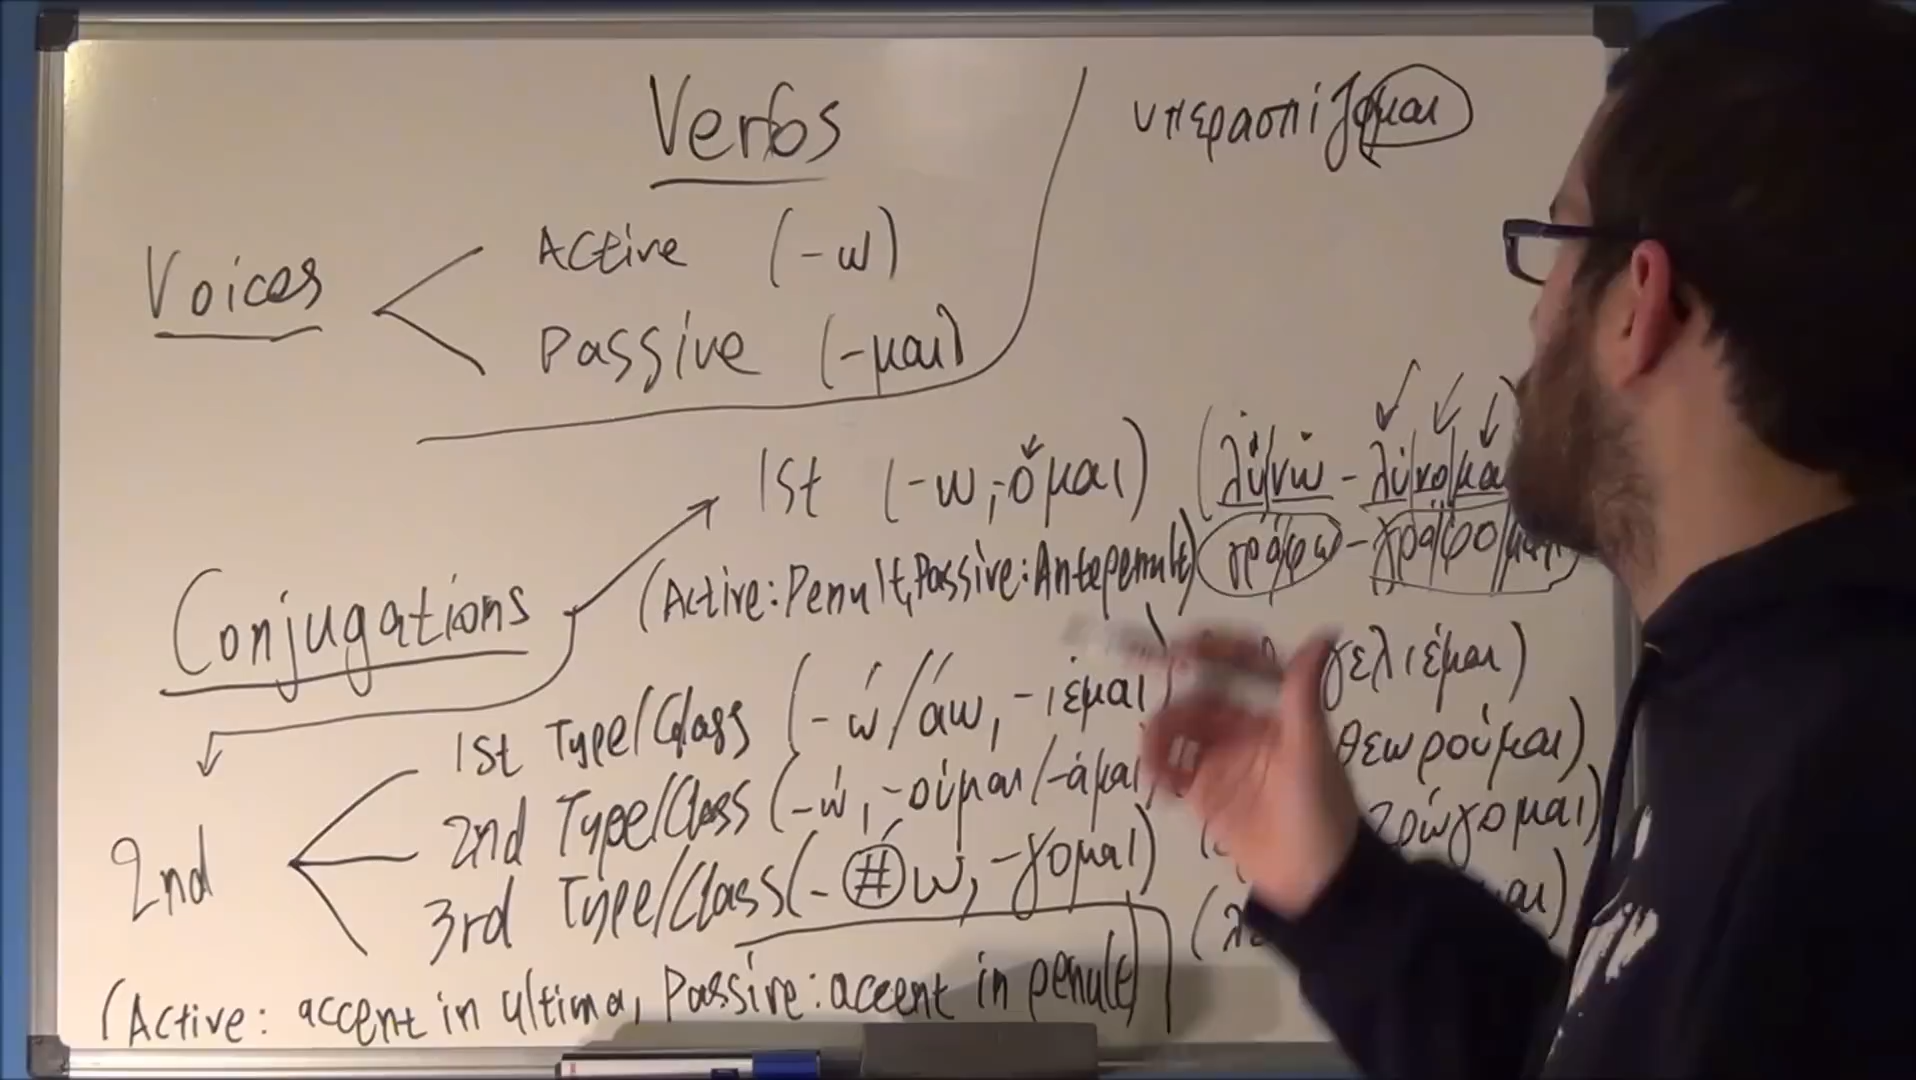 Verbs
υπερασπίζομαι
Voices
Active (-ω)
Passive (-μαι)
1st (-ω, -ομαι) (λύνω - λύνομαι
Conjugations
(Active: Penult, Passive: Antepenult) γράφω - γράφομαι
2nd
1st Type/Class (-ώ/άω, -ιέμαι) γελιέμαι)
2nd Type/Class (-ώ, -ούμαι/-άμαι) θεωρούμαι)
3rd Type/Class (- # ω, -γομαι) τρώγομαι)
(Active: accent in ultima, Passive: accent in penult)